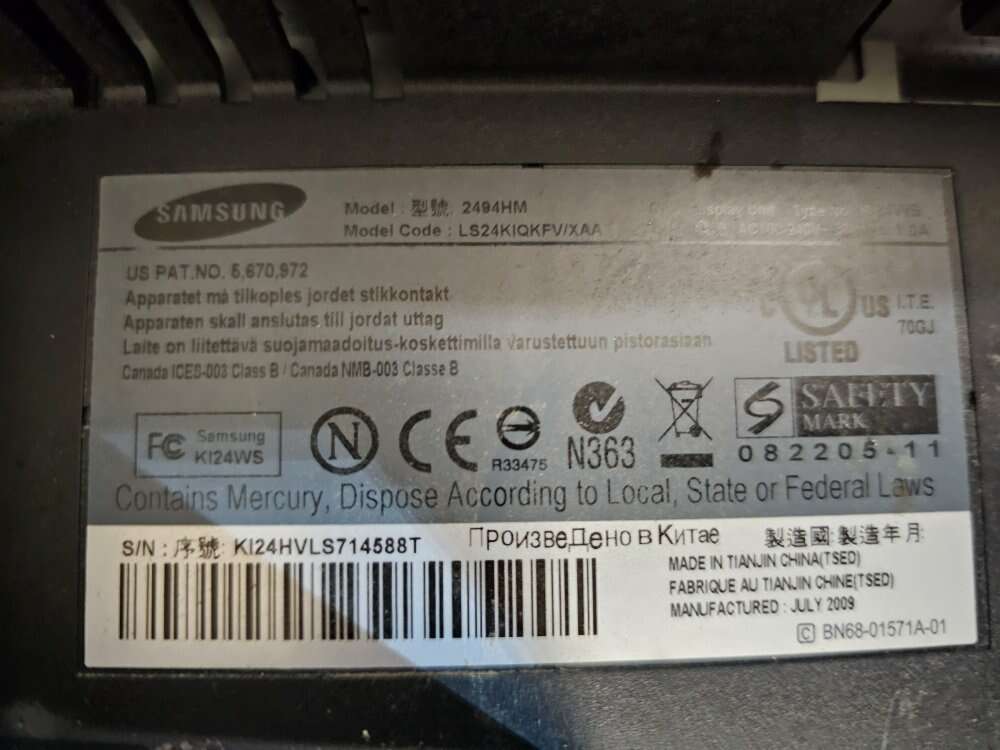 SAMSUNG
Model : 型號: 2494HM
Model Code : LS24KIQKFV/XAA
US PAT.NO. 5,670,972
Apparatet må tilkoples jordet stikkontakt
Apparaten skall anslutas till jordat uttag
Laite on liitettävä suojamaadoitus-koskettimilla varustettuun pistorasiaan
Canada ICES-003 Class B / Canada NMB-003 Classe B
C UL US I.T.E.
70GJ
LISTED
FC Samsung
KI24WS
N
CE
R33475
N363
S SAFETY
MARK
082205-11
Contains Mercury, Dispose According to Local, State or Federal Laws
S/N : 序號: KI24HVLS714588T
ПроизвеДено в Китае
製造國:製造年月:
MADE IN TIANJIN CHINA(TSED)
FABRIQUE AU TIANJIN CHINE(TSED)
MANUFACTURED : JULY 2009
C BN68-01571A-01